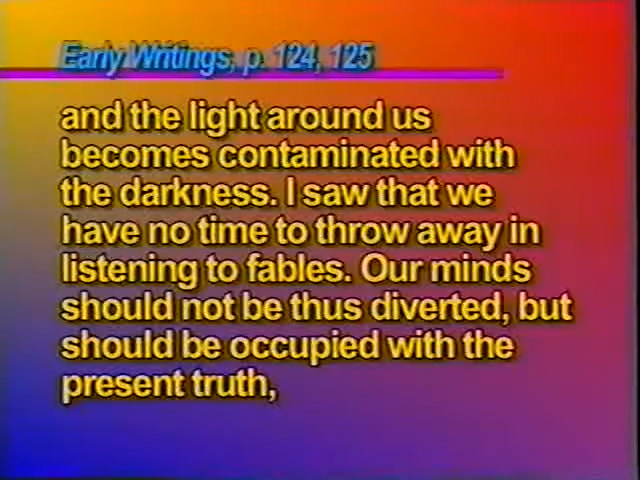 Early Writings, p. 124, 125
and the light around us
becomes contaminated with
the darkness. I saw that we
have no time to throw away in
listening to fables. Our minds
should not be thus diverted, but
should be occupied with the
present truth,